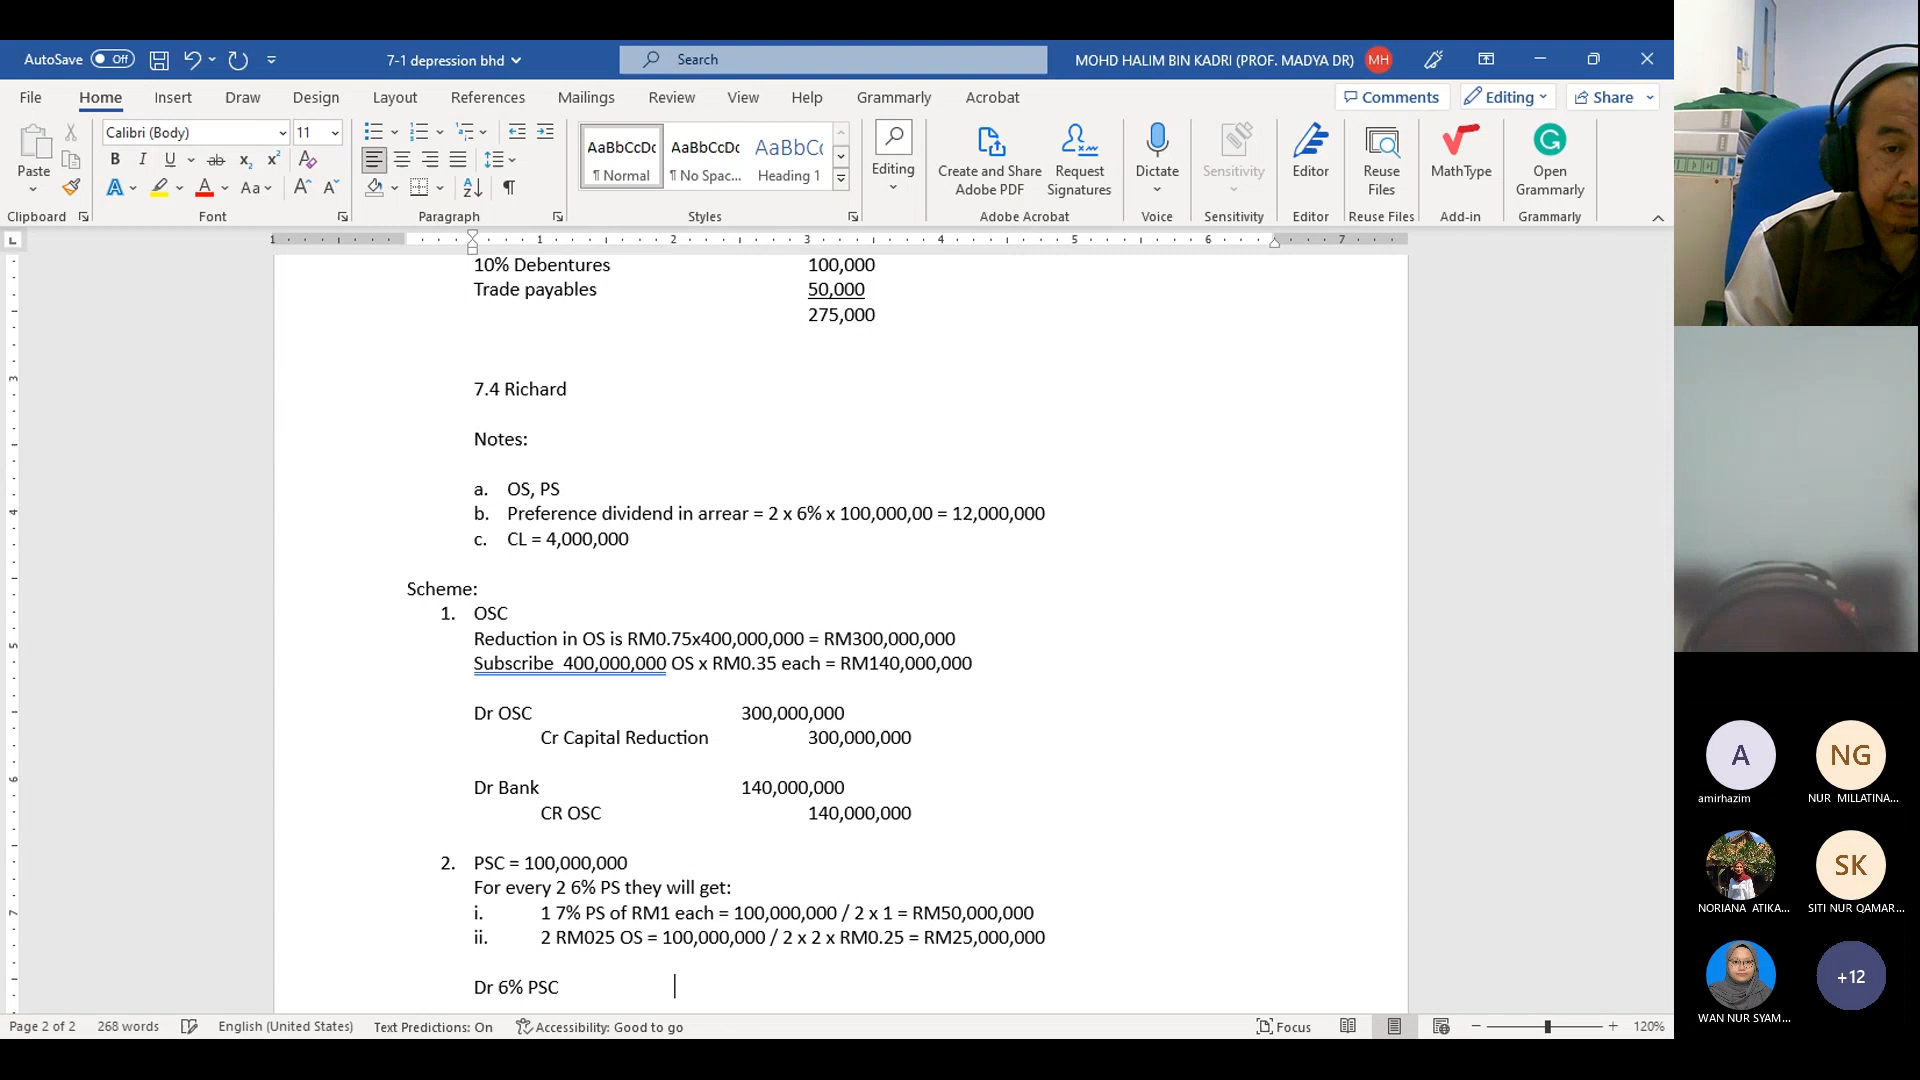 AutoSave Off
7-1 depression bhd
Search
MOHD HALIM BIN KADRI (PROF. MADYA DR) MH
File Home Insert Draw Design Layout References Mailings Review View Help Grammarly Acrobat
Comments Editing Share
Calibri (Body) 11
Paste
AaBbCcDc AaBbCcDc AaBbCc
¶ Normal ¶ No Spac... Heading 1
Editing
Create and Share Adobe PDF
Request Signatures
Dictate
Sensitivity
Editor
Reuse Files
MathType
Open Grammarly
Clipboard Font Paragraph Styles Adobe Acrobat Voice Sensitivity Editor Reuse Files Add-in Grammarly
1 1 2 3 4 5 6 7
10% Debentures 100,000
Trade payables 50,000
275,000
7.4 Richard
Notes:
a. OS, PS
b. Preference dividend in arrear = 2 x 6% x 100,000,00 = 12,000,000
c. CL = 4,000,000
Scheme:
1. OSC
Reduction in OS is RM0.75x400,000,000 = RM300,000,000
Subscribe 400,000,000 OS x RM0.35 each = RM140,000,000
Dr OSC 300,000,000
Cr Capital Reduction 300,000,000
Dr Bank 140,000,000
CR OSC 140,000,000
2. PSC = 100,000,000
For every 2 6% PS they will get:
i. 1 7% PS of RM1 each = 100,000,000 / 2 x 1 = RM50,000,000
ii. 2 RM025 OS = 100,000,000 / 2 x 2 x RM0.25 = RM25,000,000
Dr 6% PSC
Page 2 of 2 268 words English (United States) Text Predictions: On Accessibility: Good to go Focus 120%
A NG
amirhazim NUR MILLATINA...
SK
NORIANA ATIKA... SITI NUR QAMAR...
+12
WAN NUR SYAM...